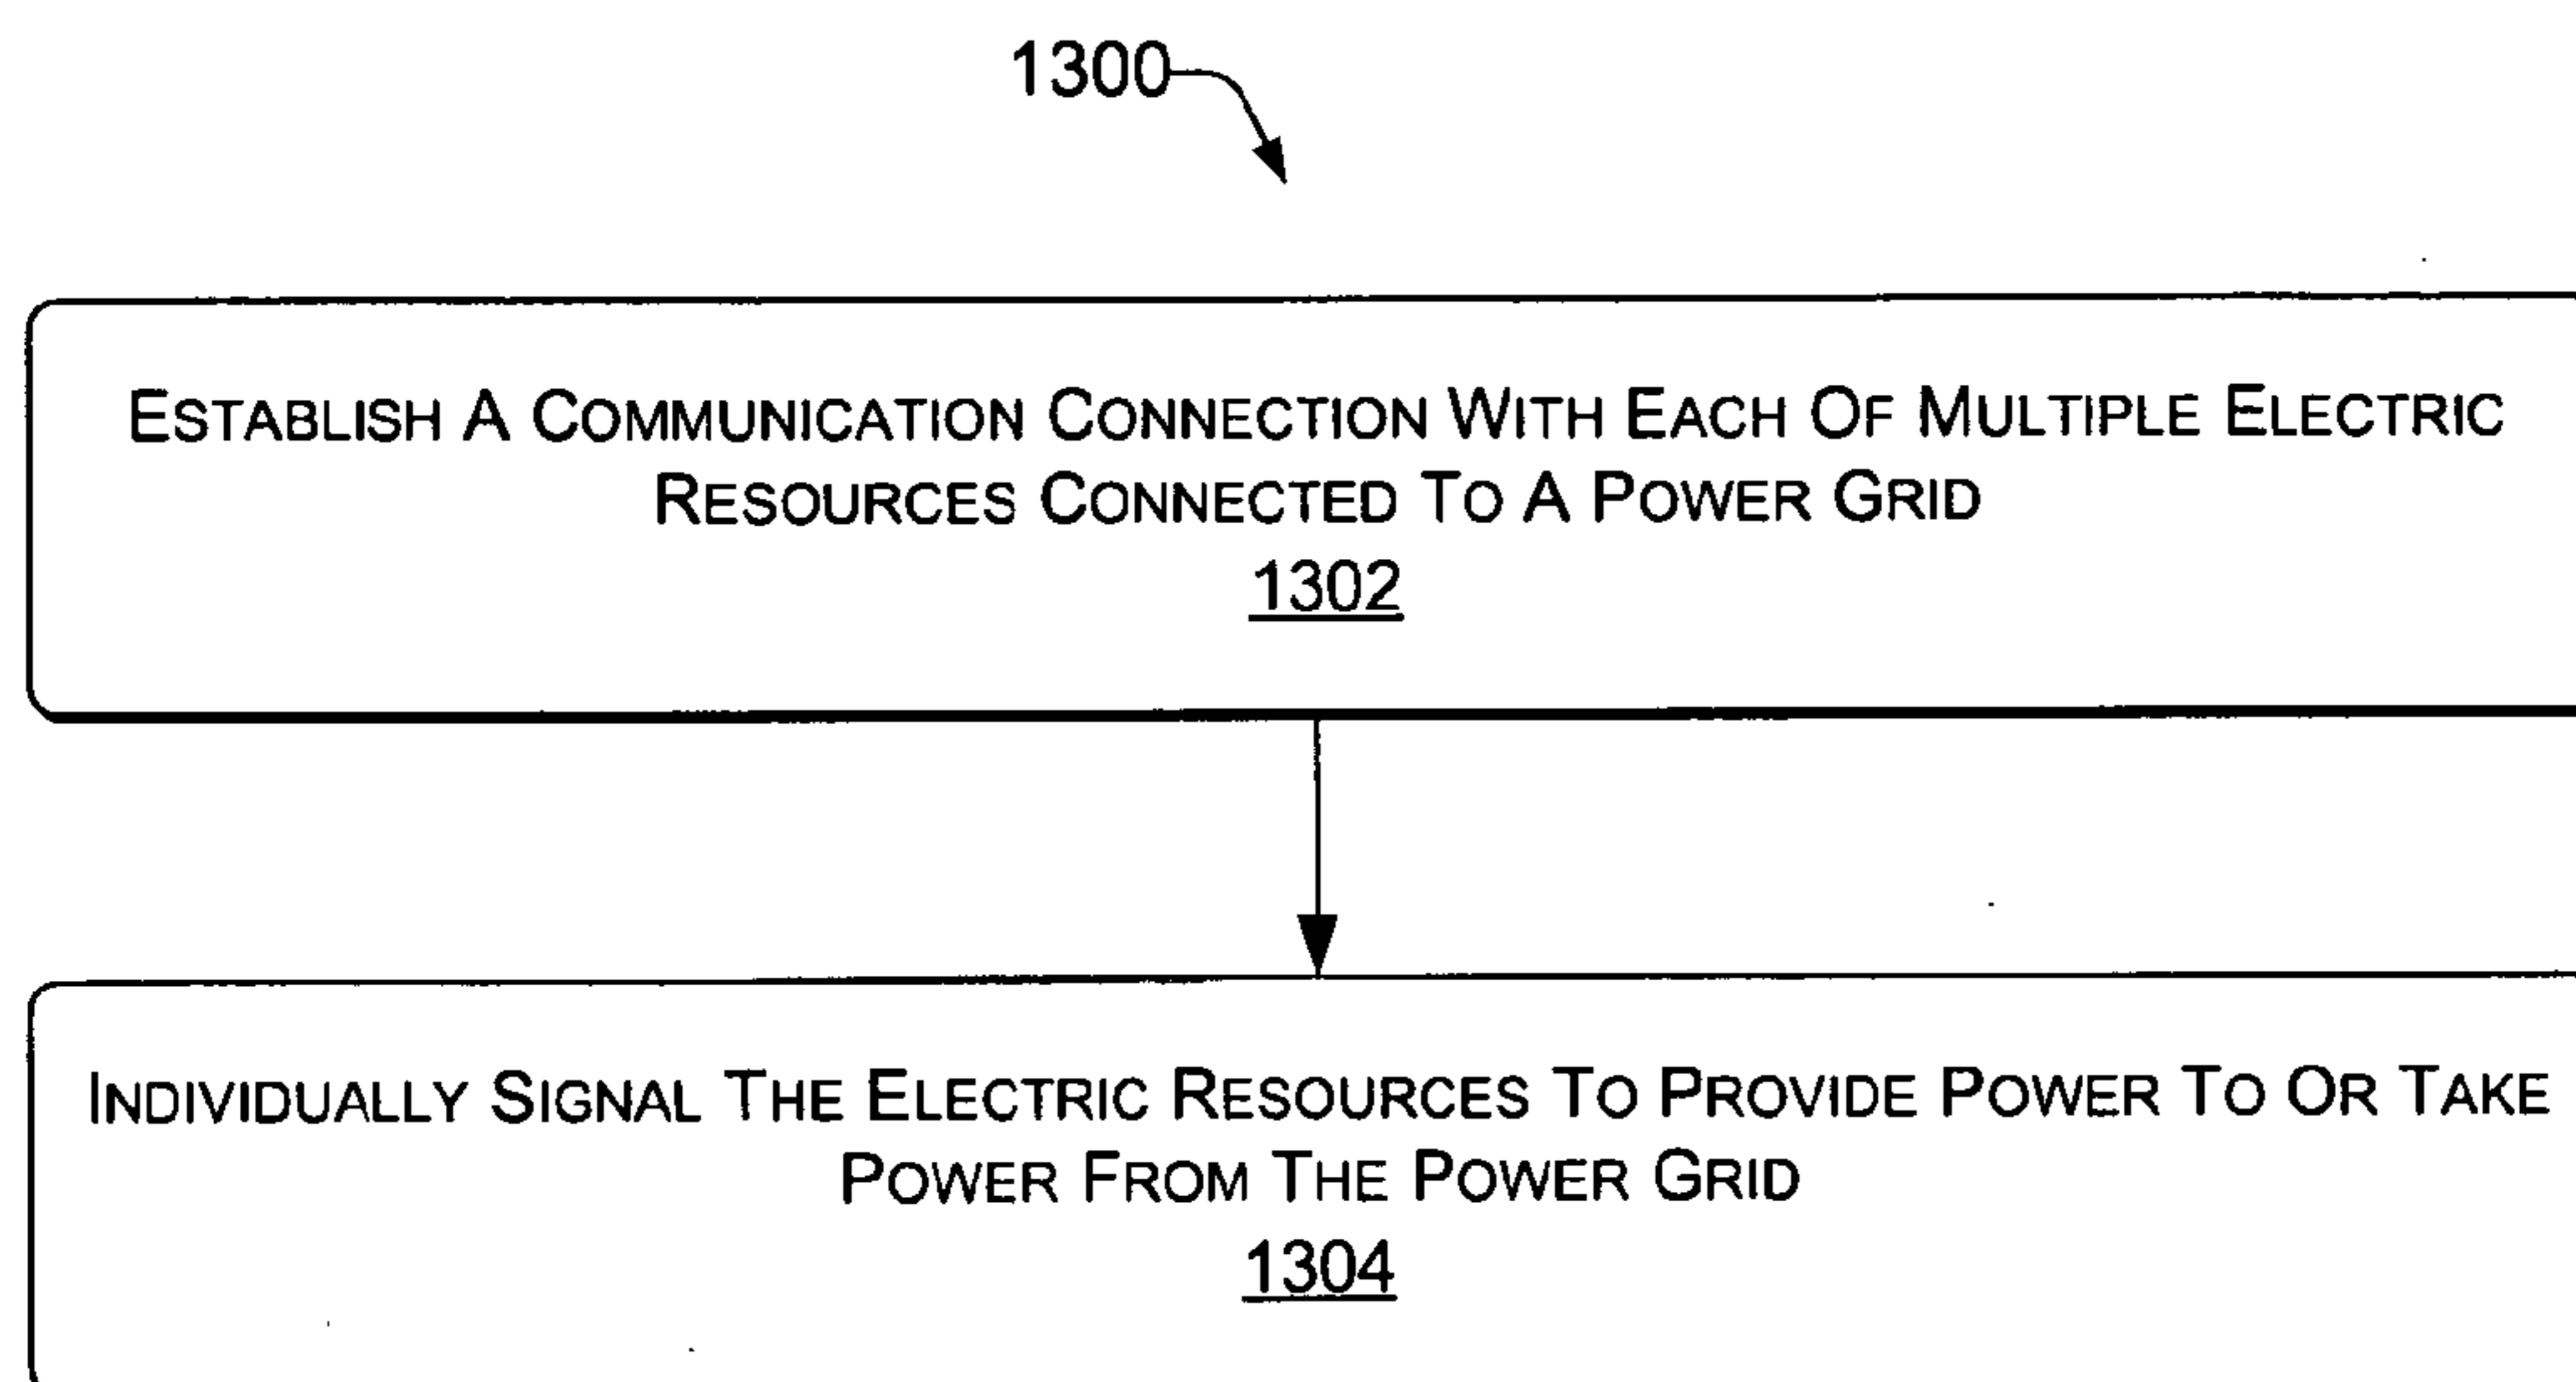 1300
ESTABLISH A COMMUNICATION CONNECTION WITH EACH OF MULTIPLE ELECTRIC
RESOURCES CONNECTED TO A POWER GRID
1302
INDIVIDUALLY SIGNAL THE ELECTRIC RESOURCES TO PROVIDE POWER TO OR TAKE
POWER FROM THE POWER GRID
1304